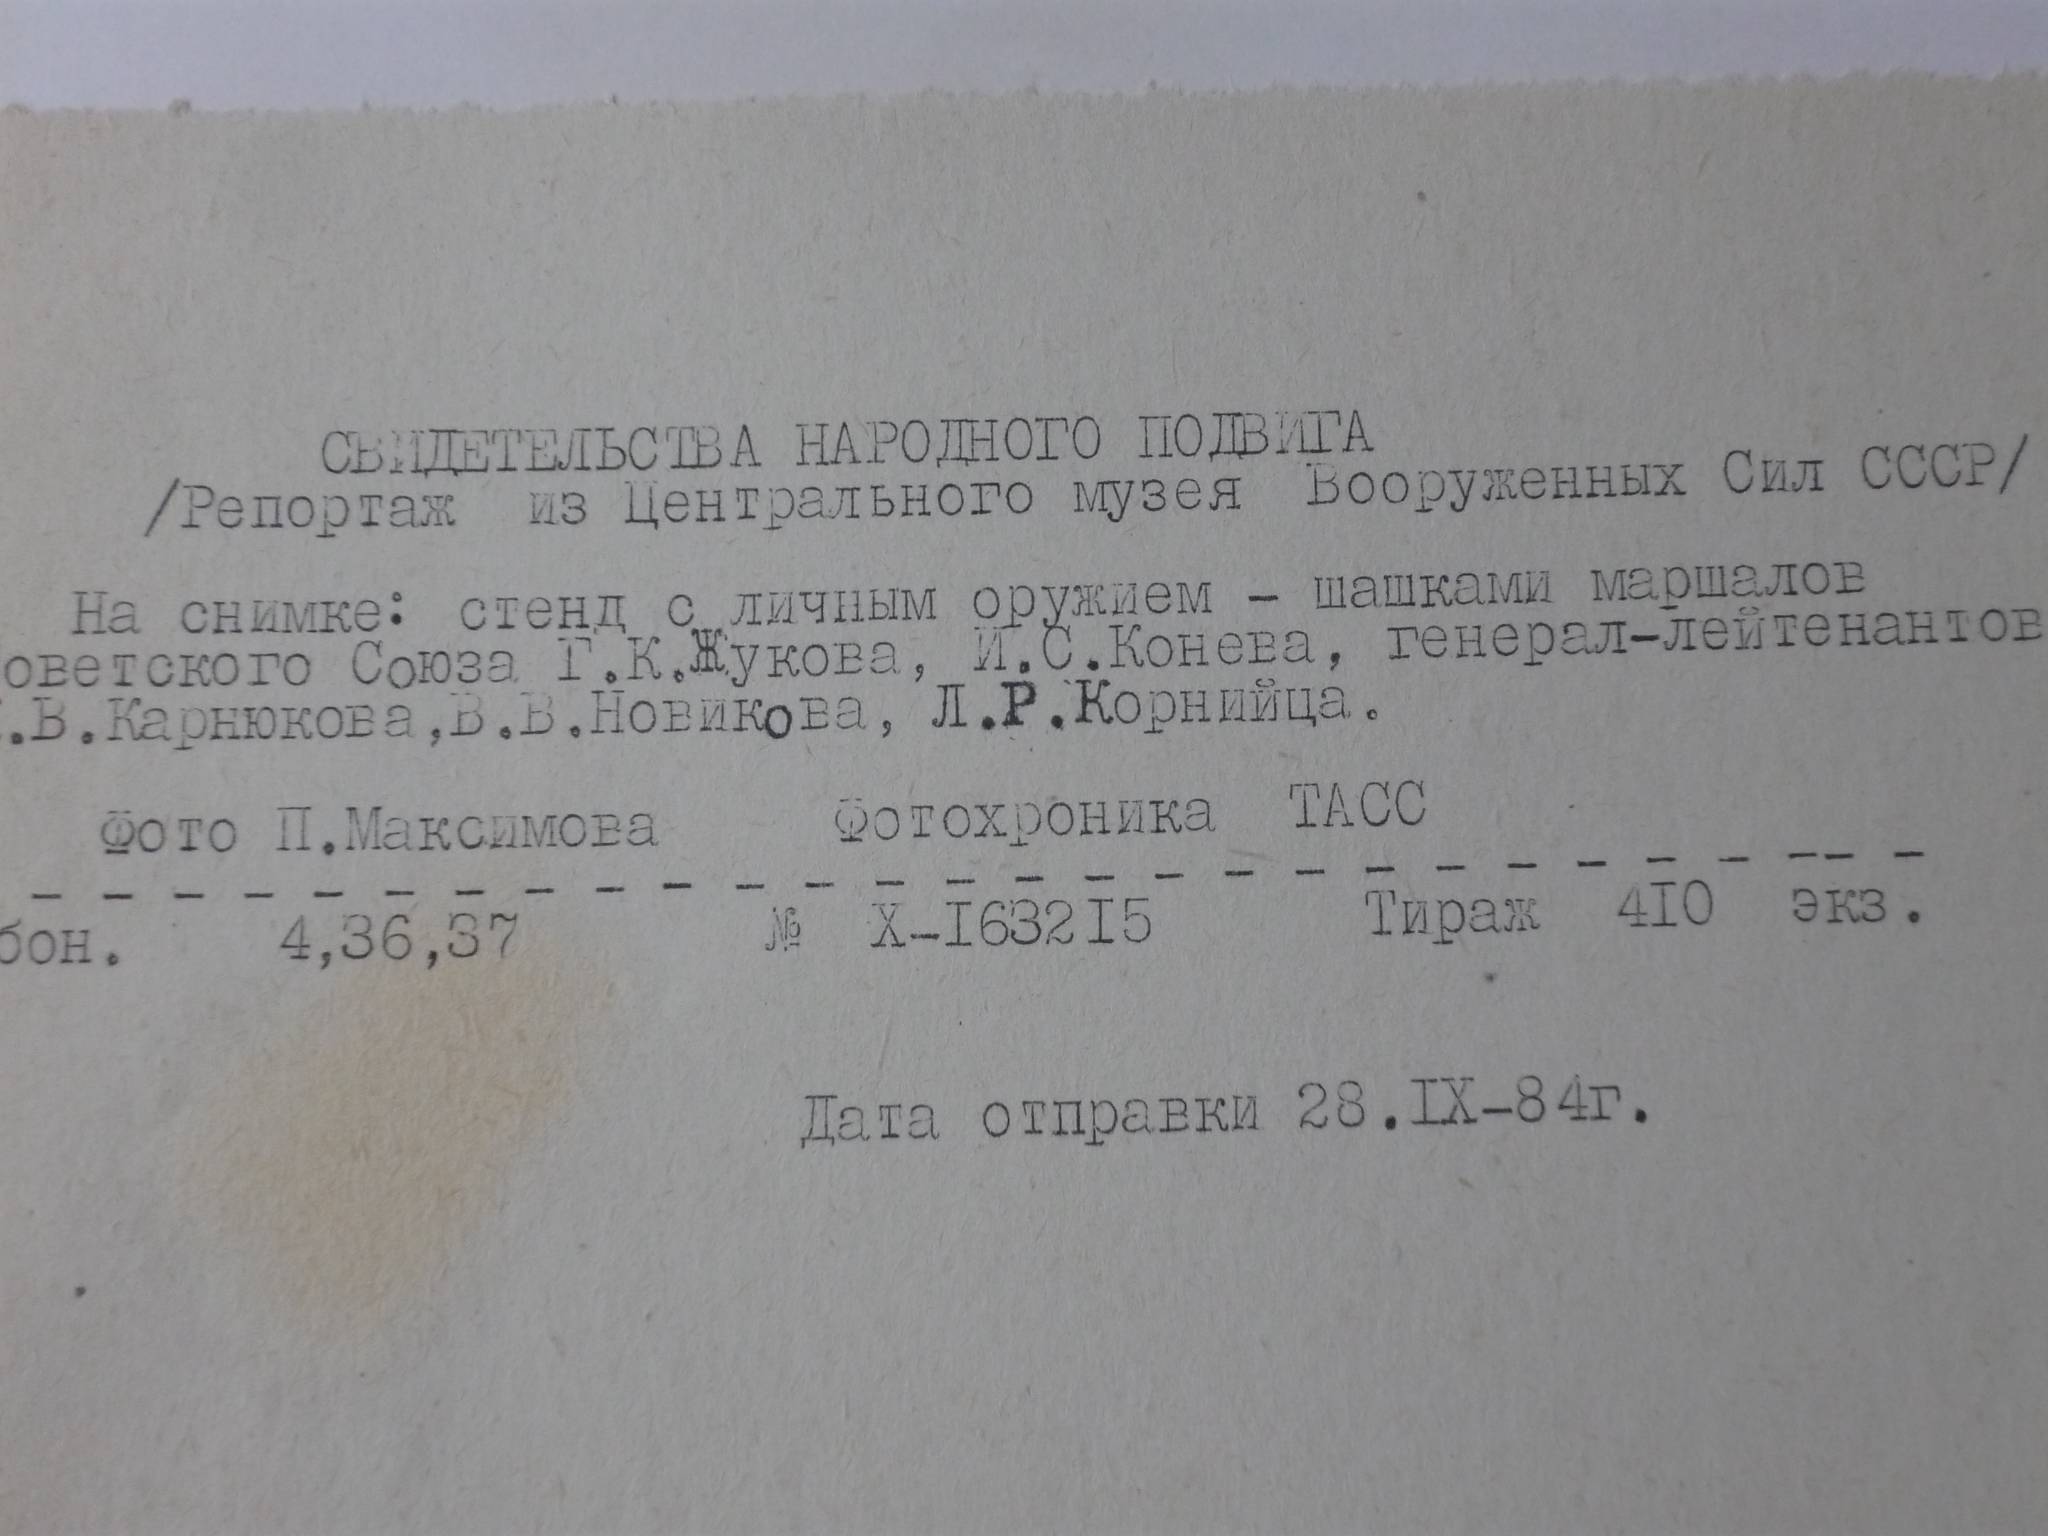 СВИДЕТЕЛЬСТВА НАРОДНОГО ПОДВИГА
/Репортаж из Центрального музея Вооруженных Сил СССР/
На снимке: стенд с личным оружием - шашками маршалов
оветского Союза Г.К.Жукова, И.С.Конева, генерал-лейтенантов
.В.Карнюкова,В.В.Новикова, Л.Р.Корнийца.
Фото П.Максимова Фотохроника ТАСС
- - - - - - - - - - - - - - - - - - - - - - - - - -- -
бон. 4,36,37 № X-I632I5 Тираж 4I0 экз.
Дата отправки 28.IX-84г.